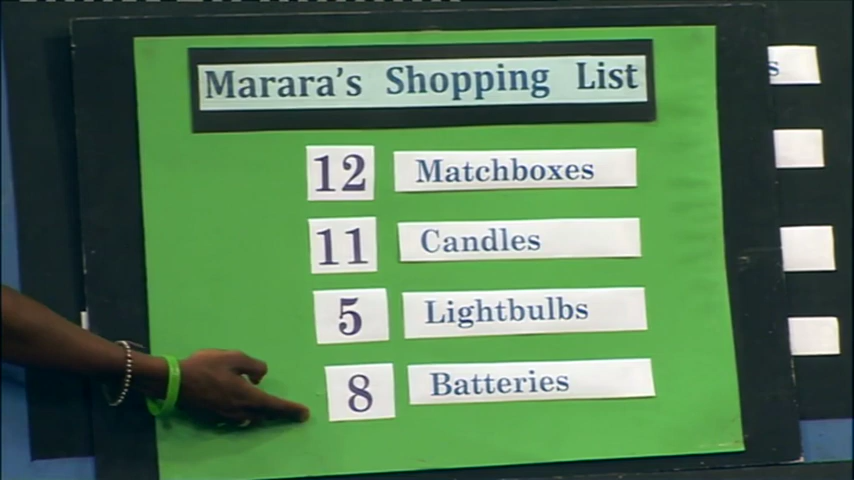 Marara's Shopping List
12 Matchboxes
11 Candles
5 Lightbulbs
8 Batteries